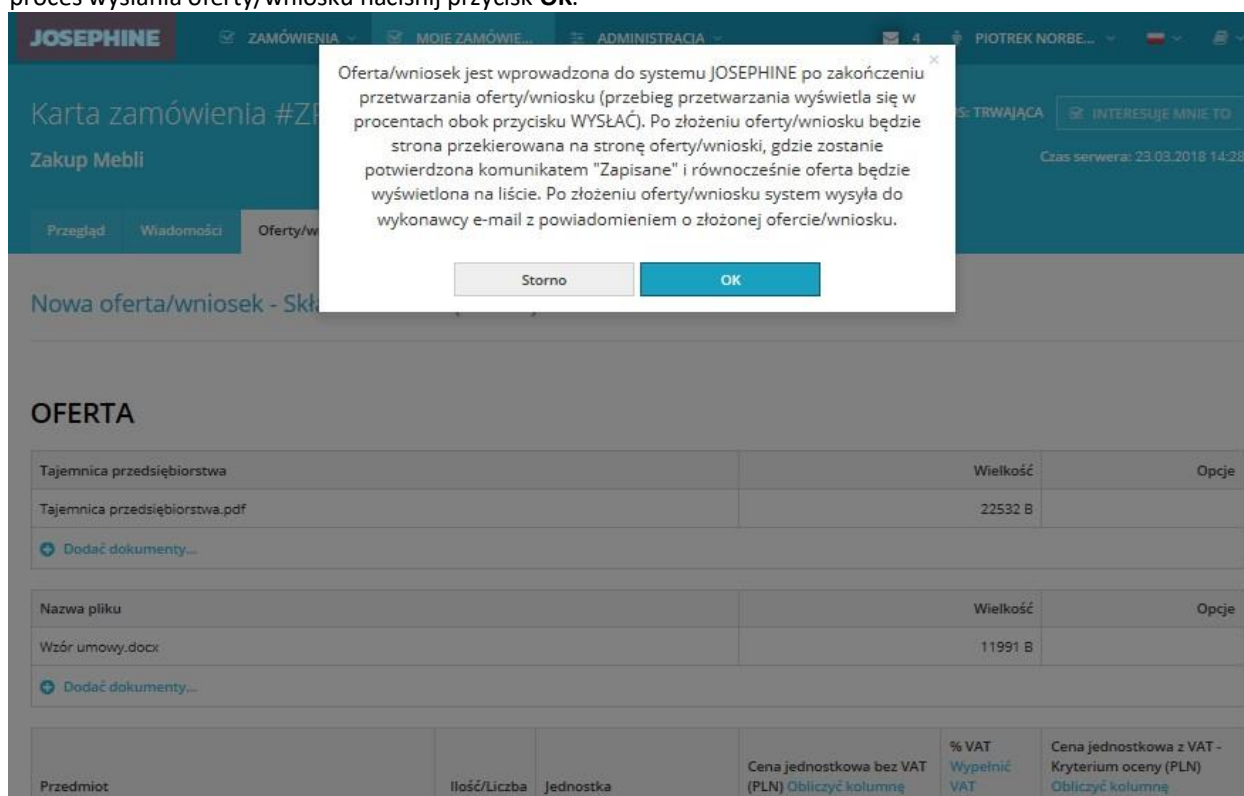 proces wysłania oferty/wniosku naciśnij przycisk OK.
JOSEPHINE ZAMÓWIENIA MOJE ZAMÓWIE... ADMINISTRACJA 4 PIOTREK NORBE...
Oferta/wniosek jest wprowadzona do systemu JOSEPHINE po zakończeniu
przetwarzania oferty/wniosku (przebieg przetwarzania wyświetla się w
procentach obok przycisku WYSŁAĆ). Po złożeniu oferty/wniosku będzie
strona przekierowana na stronę oferty/wnioski, gdzie zostanie
potwierdzona komunikatem "Zapisane" i równocześnie oferta będzie
wyświetlona na liście. Po złożeniu oferty/wniosku system wysyła do
wykonawcy e-mail z powiadomieniem o złożonej ofercie/wniosku.
Storno OK
Karta zamówienia #ZP
TRWAJĄCA INTERESUJE MNIE TO
Zakup Mebli
Czas serwera: 23.03.2018 14:28
Przegląd Wiadomości Oferty/w
Nowa oferta/wniosek - Skł
OFERTA
Tajemnica przedsiębiorstwa Wielkość Opcje
Tajemnica przedsiębiorstwa.pdf 22532 B
Dodać dokumenty...
Nazwa pliku Wielkość Opcje
Wzór umowy.docx 11991 B
Dodać dokumenty...
Przedmiot Ilość/Liczba Jednostka
Cena jednostkowa bez VAT
(PLN) Obliczyć kolumnę
% VAT
Wypełnić
VAT
Cena jednostkowa z VAT -
Kryterium oceny (PLN)
Obliczyć kolumnę